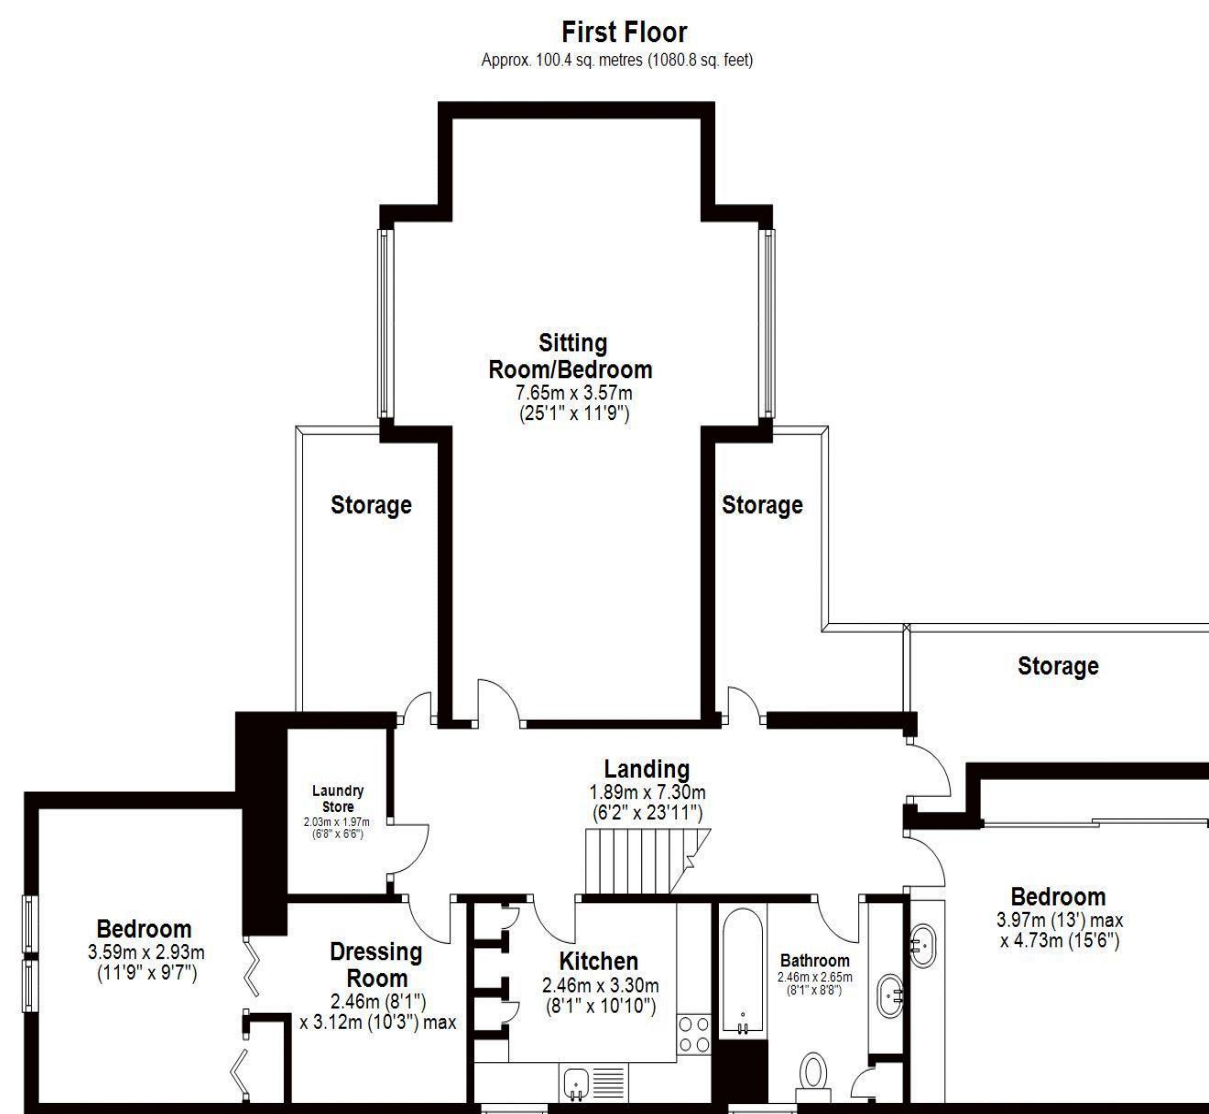 First Floor
Approx. 100.4 sq. metres (1080.8 sq. feet)
Sitting
Room/Bedroom
7.65m x 3.57m
(25'1" x 11'9")
Storage
Storage
Storage
Landing
1.89m x 7.30m
(6'2" x 23'11")
Laundry
Store
2.03m x 1.97m
(6'8" x 6'6")
Bedroom
3.59m x 2.93m
(11'9" x 9'7")
Dressing
Room
2.46m (8'1")
x 3.12m (10'3") max
Kitchen
2.46m x 3.30m
(8'1" x 10'10")
Bathroom
2.46m x 2.65m
(8'1" x 8'8")
Bedroom
3.97m (13') max
x 4.73m (15'6")